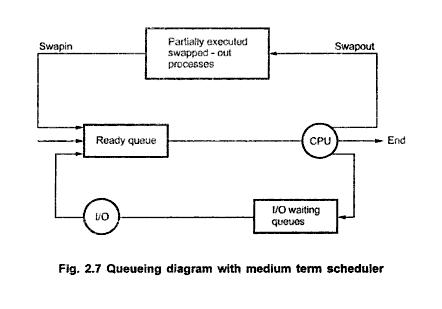 Swapin
Partially executed
swapped - out
processes
Swapout
Ready queue
CPU
End
I/O
I/O waiting
queues
Fig. 2.7 Queueing diagram with medium term scheduler